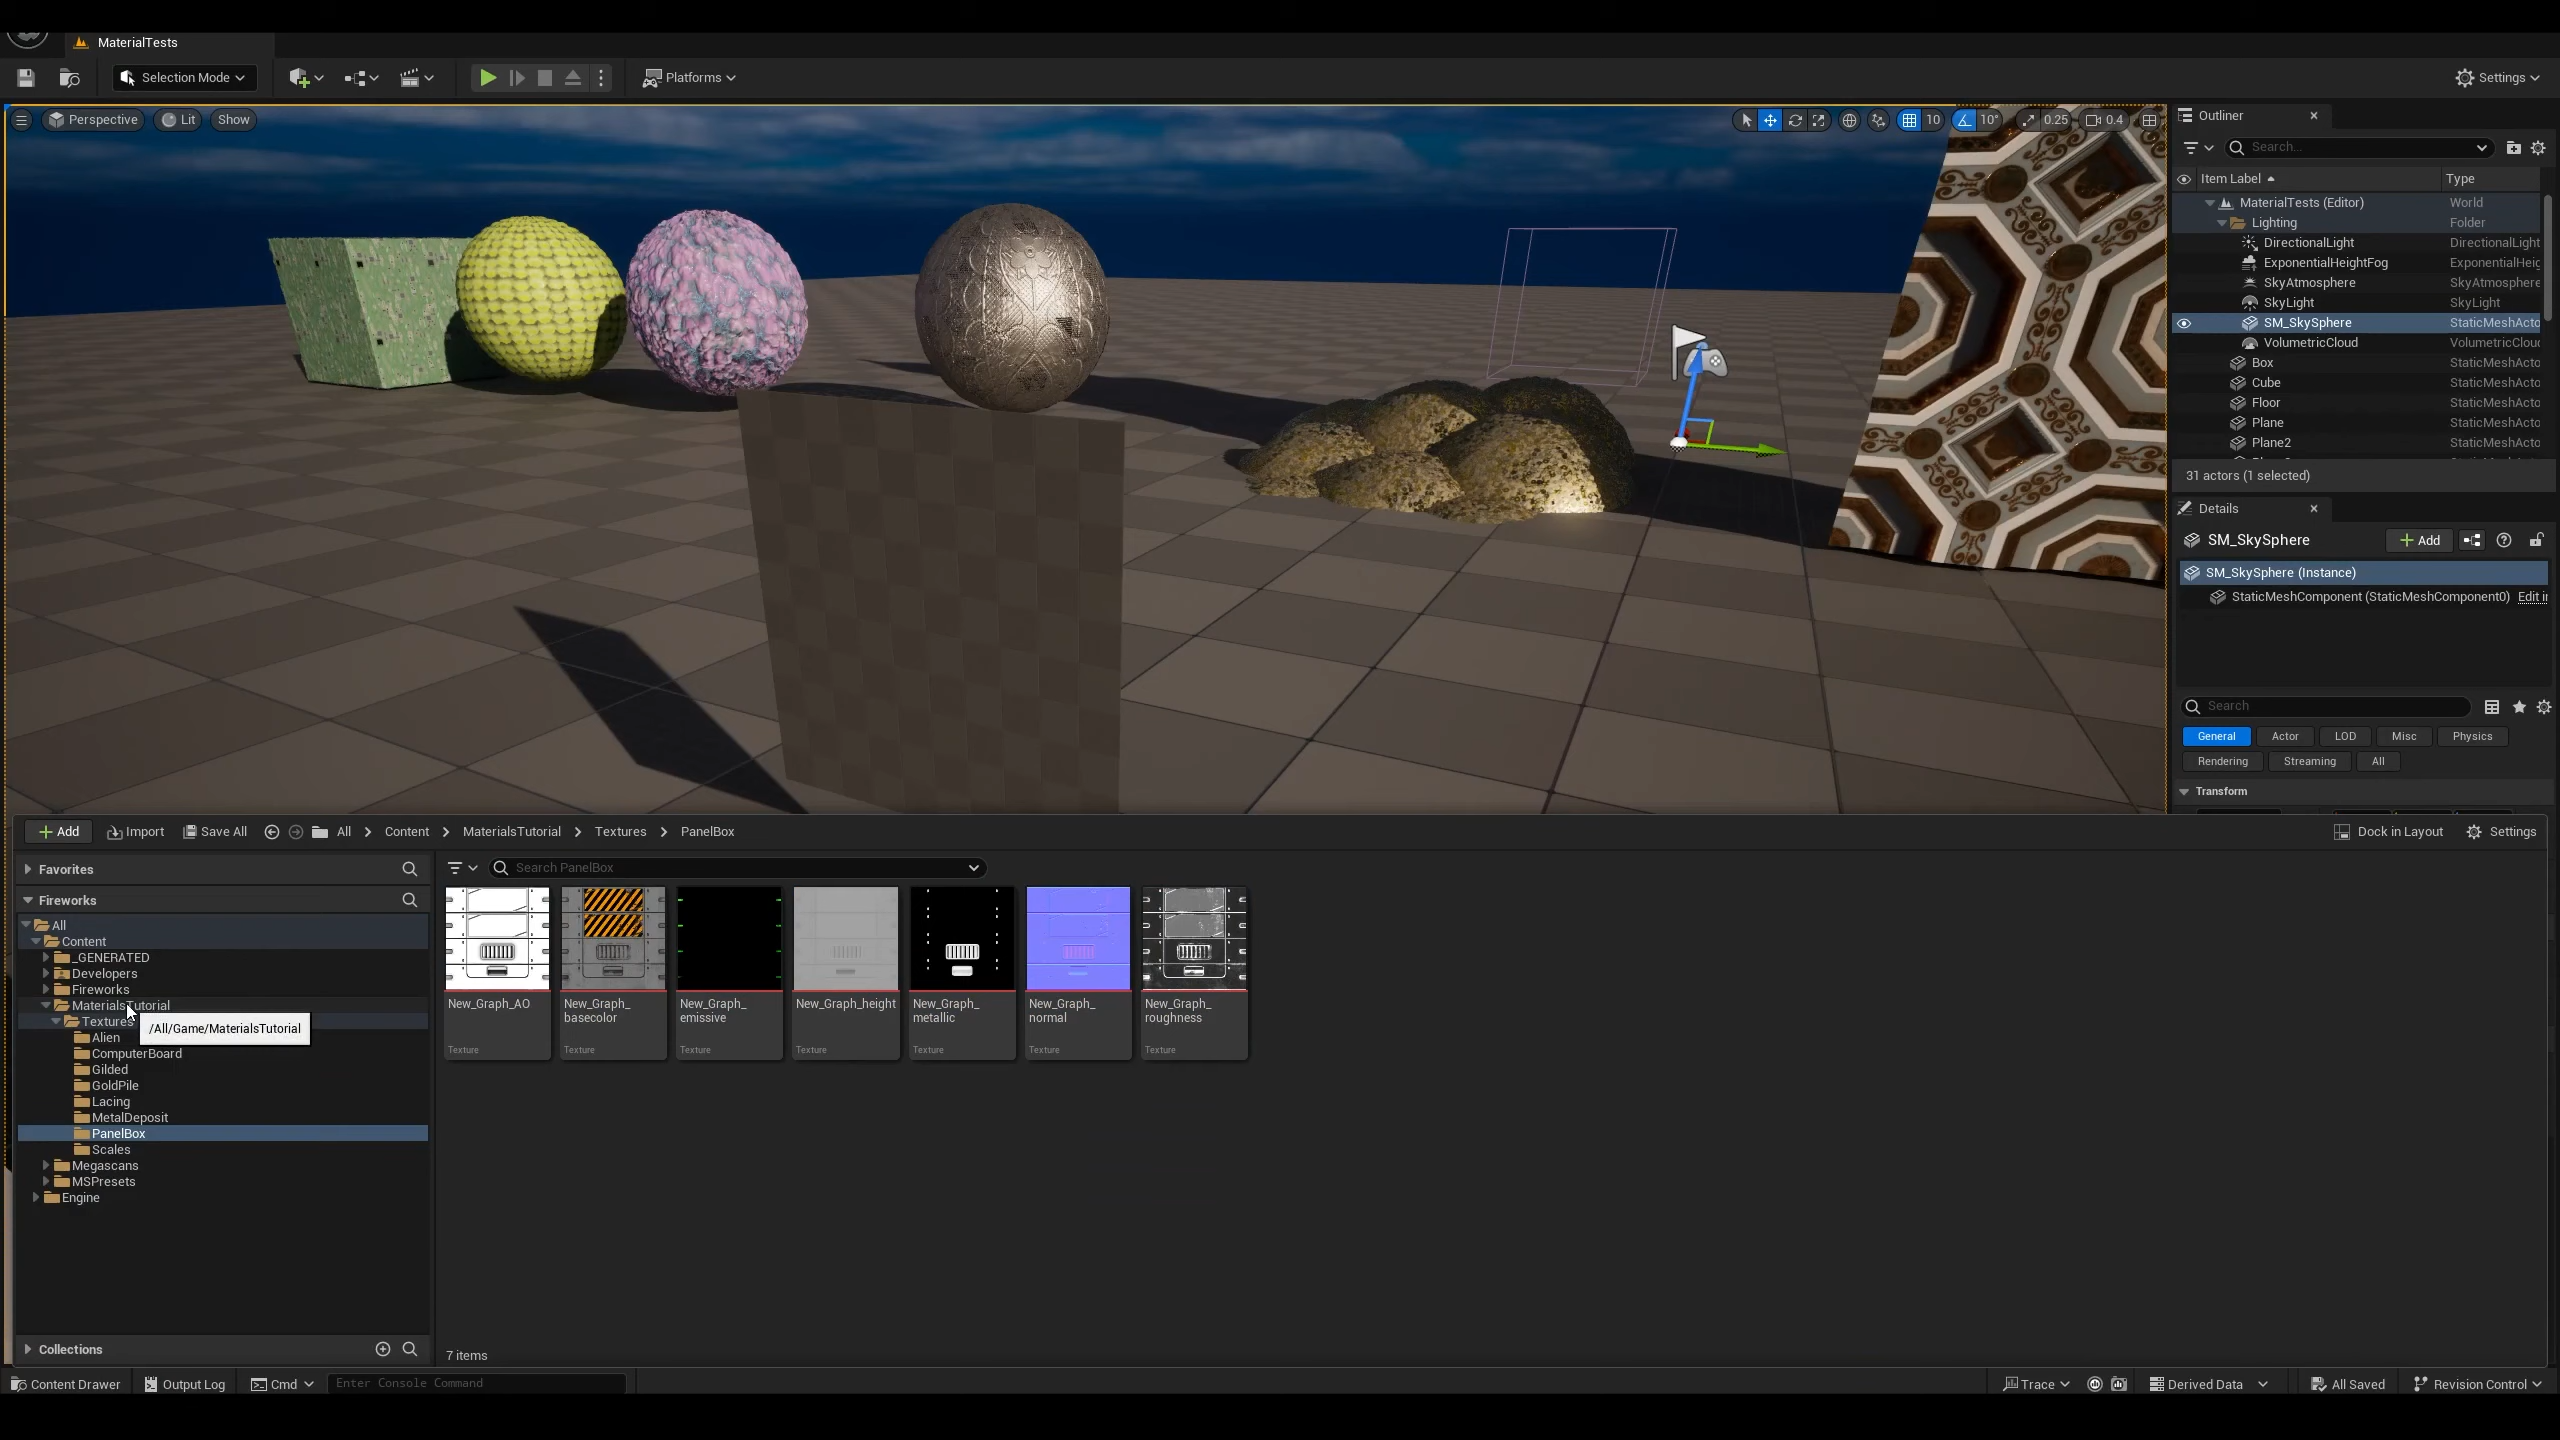 MaterialTests
Selection Mode
Platforms
Settings
Perspective
Lit
Show
10
10°
0.25
0.4
Outliner
Search...
Item Label
Type
MaterialTests (Editor)
World
Lighting
Folder
DirectionalLight
DirectionalLight
ExponentialHeightFog
ExponentialHeig
SkyAtmosphere
SkyAtmosphere
SkyLight
SkyLight
SM_SkySphere
StaticMeshActo
VolumetricCloud
VolumetricCloud
Box
StaticMeshActo
Cube
StaticMeshActo
Floor
StaticMeshActo
Plane
StaticMeshActo
Plane2
StaticMeshActo
31 actors (1 selected)
Details
SM_SkySphere
Add
SM_SkySphere (Instance)
StaticMeshComponent (StaticMeshComponent0)
Edit in
Search
General
Actor
LOD
Misc
Physics
Rendering
Streaming
All
Transform
Add
Import
Save All
All
Content
MaterialsTutorial
Textures
PanelBox
Dock in Layout
Settings
Favorites
Search PanelBox
Fireworks
All
Content
_GENERATED
Developers
Fireworks
MaterialsTutorial
Textures
/All/Game/MaterialsTutorial
Alien
ComputerBoard
Gilded
GoldPile
Lacing
MetalDeposit
PanelBox
Scales
Megascans
MSPresets
Engine
New_Graph_AO
Texture
New_Graph_
basecolor
Texture
New_Graph_
emissive
Texture
New_Graph_height
Texture
New_Graph_
metallic
Texture
New_Graph_
normal
Texture
New_Graph_
roughness
Texture
Collections
7 items
Content Drawer
Output Log
Cmd
Enter Console Command
Trace
Derived Data
All Saved
Revision Control